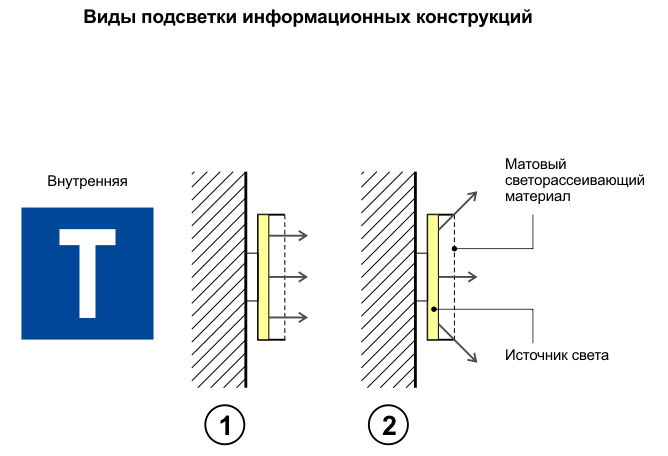 Виды подсветки информационных конструкций
Внутренняя
Т
Матовый
светорассеивающий
материал
Источник света
1
2